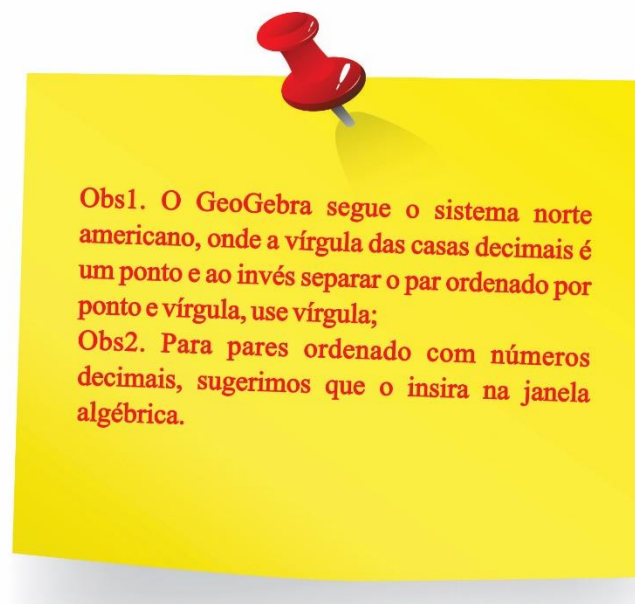 Obs1. O GeoGebra segue o sistema norte
americano, onde a vírgula das casas decimais é
um ponto e ao invés separar o par ordenado por
ponto e vírgula, use vírgula;
Obs2. Para pares ordenado com números
decimais, sugerimos que o insira na janela
algébrica.